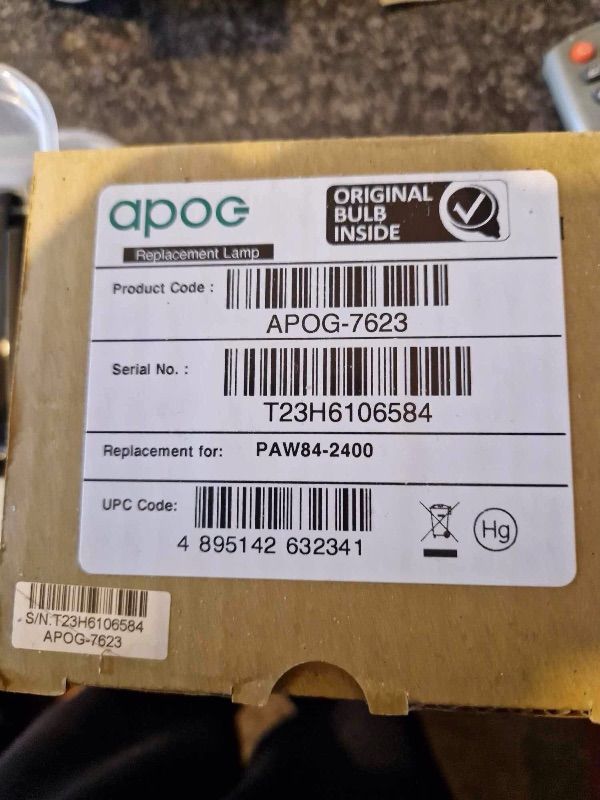 apog
ORIGINAL
BULB
INSIDE
Replacement Lamp
Product Code :
APOG-7623
Serial No. :
T23H6106584
Replacement for: PAW84-2400
UPC Code:
4 895142 632341
Hg
S/N:T23H6106584
APOG-7623